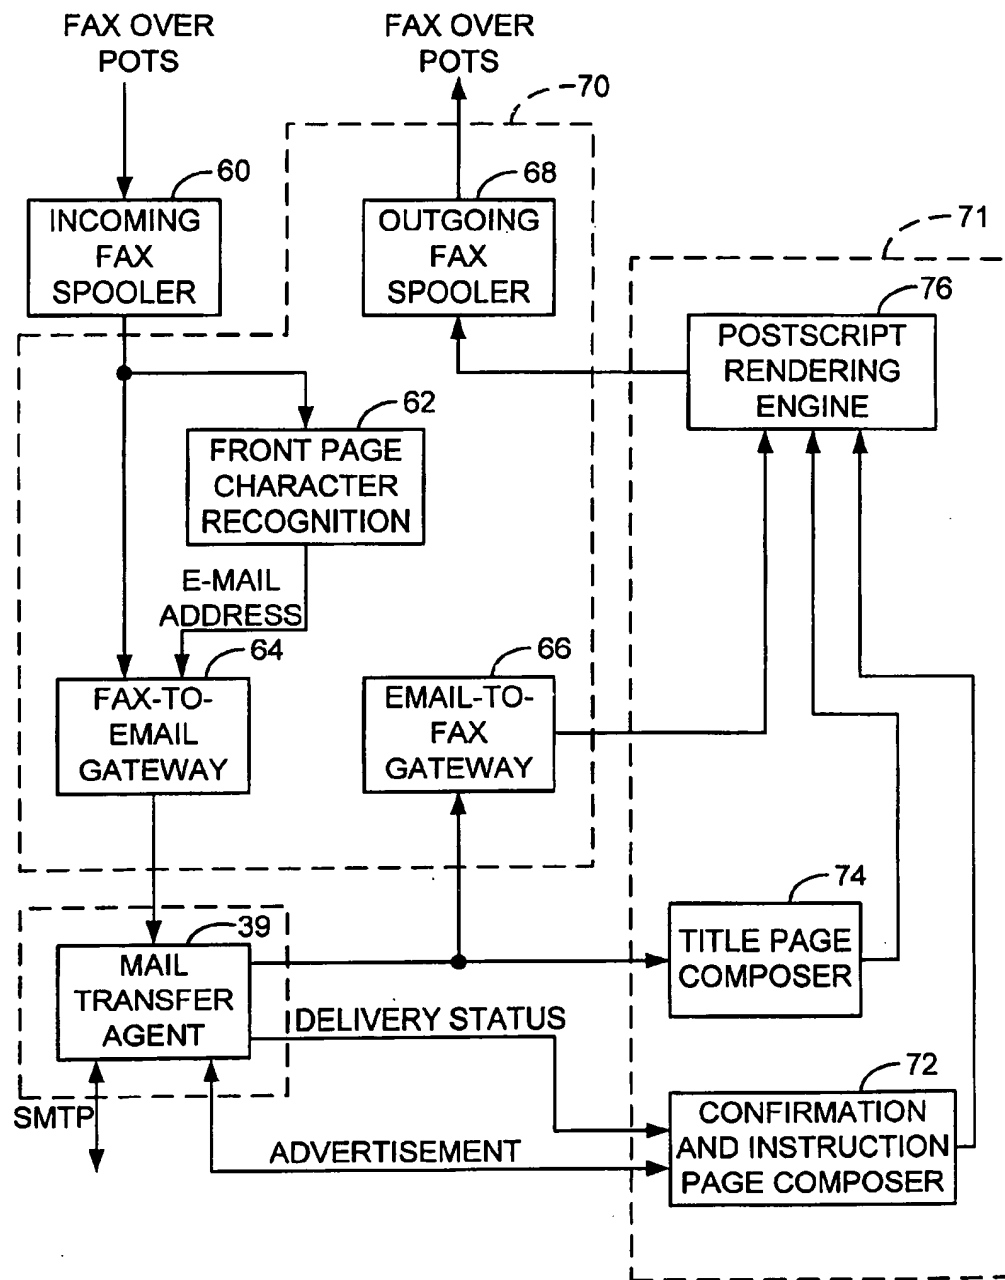 FAX OVER
POTS
FAX OVER
POTS
70
60
INCOMING
FAX
SPOOLER
68
OUTGOING
FAX
SPOOLER
71
76
POSTSCRIPT
RENDERING
ENGINE
62
FRONT PAGE
CHARACTER
RECOGNITION
E-MAIL
ADDRESS
64
FAX-TO-
EMAIL
GATEWAY
66
EMAIL-TO-
FAX
GATEWAY
74
TITLE PAGE
COMPOSER
39
MAIL
TRANSFER
AGENT
DELIVERY STATUS
72
CONFIRMATION
AND INSTRUCTION
PAGE COMPOSER
SMTP
ADVERTISEMENT